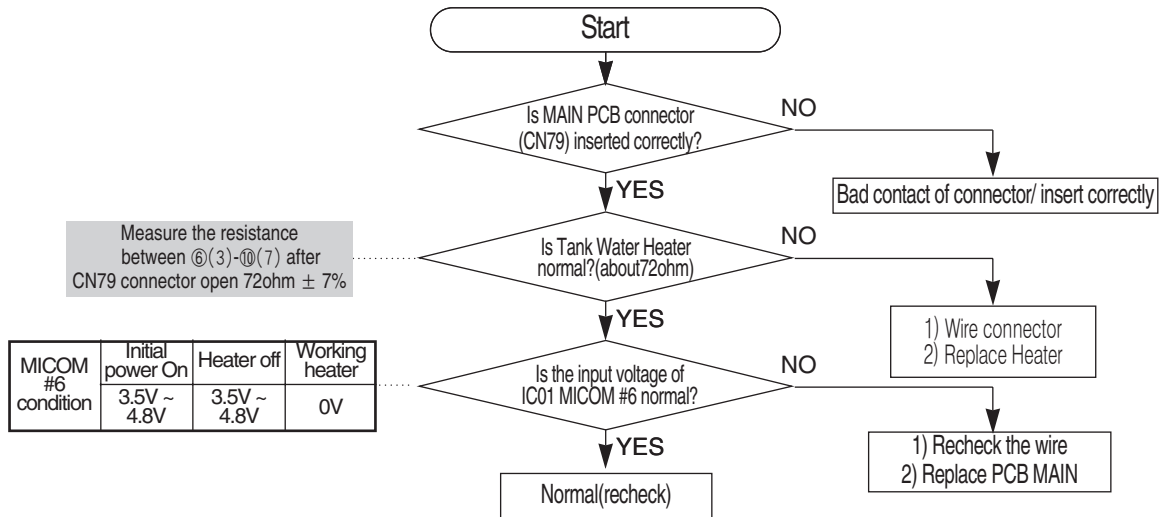 Start
Is MAIN PCB connector
(CN79) inserted correctly?
NO
Bad contact of connector/ insert correctly
YES
Measure the resistance
between ⑥(3)-⑩(7) after
CN79 connector open 72ohm ± 7%
Is Tank Water Heater
normal?(about72ohm)
NO
1) Wire connector
2) Replace Heater
YES
MICOM
#6
condition
Initial
power On
Heater off
Working
heater
3.5V ~
4.8V
3.5V ~
4.8V
0V
Is the input voltage of
IC01 MICOM #6 normal?
NO
1) Recheck the wire
2) Replace PCB MAIN
YES
Normal(recheck)